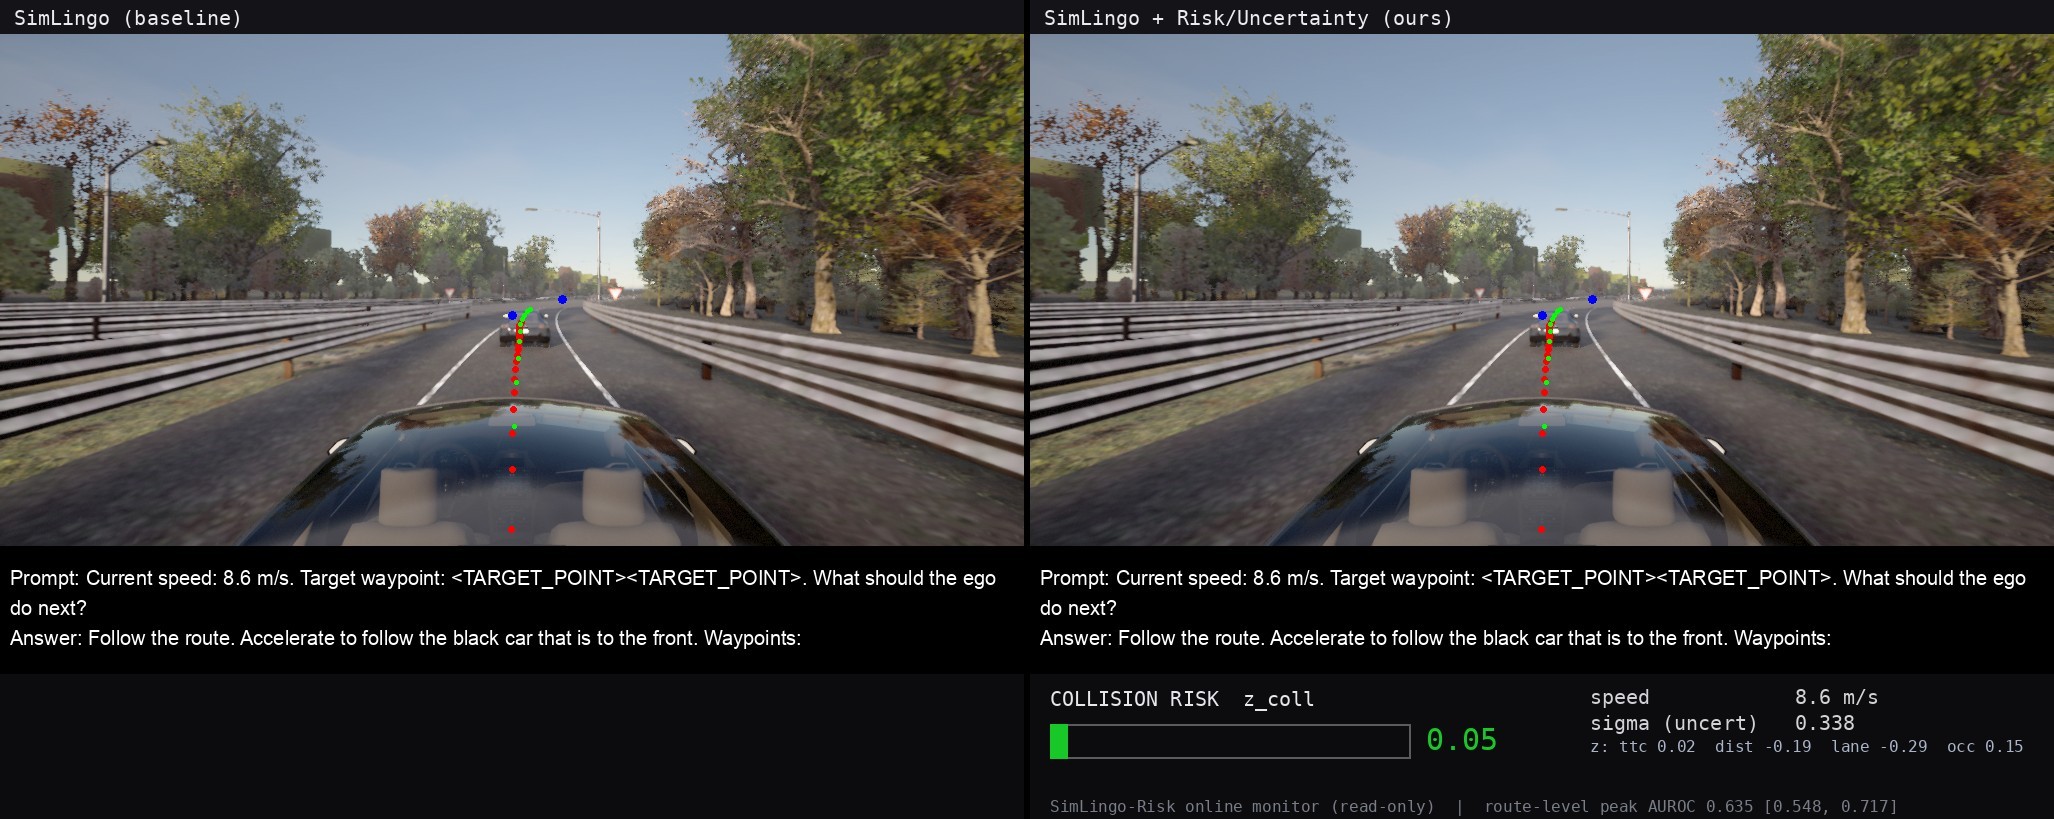 SimLingo (baseline)
Prompt: Current speed: 8.6 m/s. Target waypoint: <TARGET_POINT><TARGET_POINT>. What should the ego
do next?
Answer: Follow the route. Accelerate to follow the black car that is to the front. Waypoints:
SimLingo + Risk/Uncertainty (ours)
Prompt: Current speed: 8.6 m/s. Target waypoint: <TARGET_POINT><TARGET_POINT>. What should the ego
do next?
Answer: Follow the route. Accelerate to follow the black car that is to the front. Waypoints:
COLLISION RISK z_coll
0.05
speed 8.6 m/s
sigma (uncert) 0.338
z: ttc 0.02 dist -0.19 lane -0.29 occ 0.15
SimLingo-Risk online monitor (read-only) | route-level peak AUROC 0.635 [0.548, 0.717]